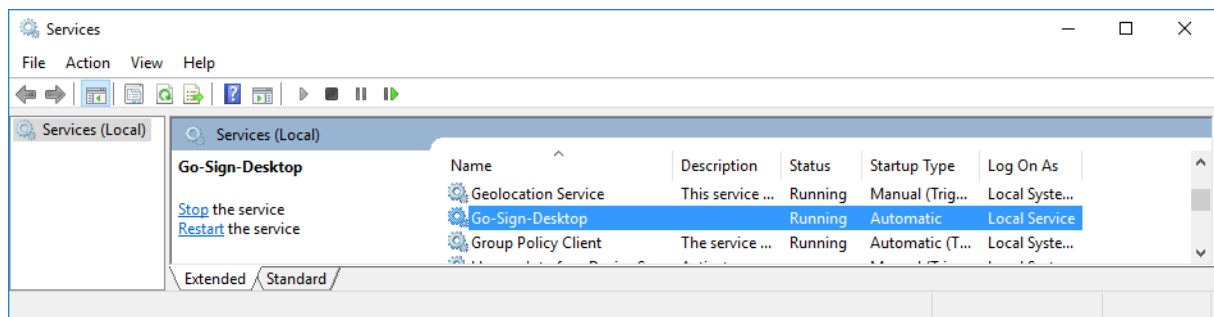 Services
File Action View Help
Services (Local)
Services (Local)
Go-Sign-Desktop
Stop the service
Restart the service
Name Description Status Startup Type Log On As
Geolocation Service This service ... Running Manual (Trig... Local Syste...
Go-Sign-Desktop Running Automatic Local Service
Group Policy Client The service ... Running Automatic (T... Local Syste...
Extended Standard